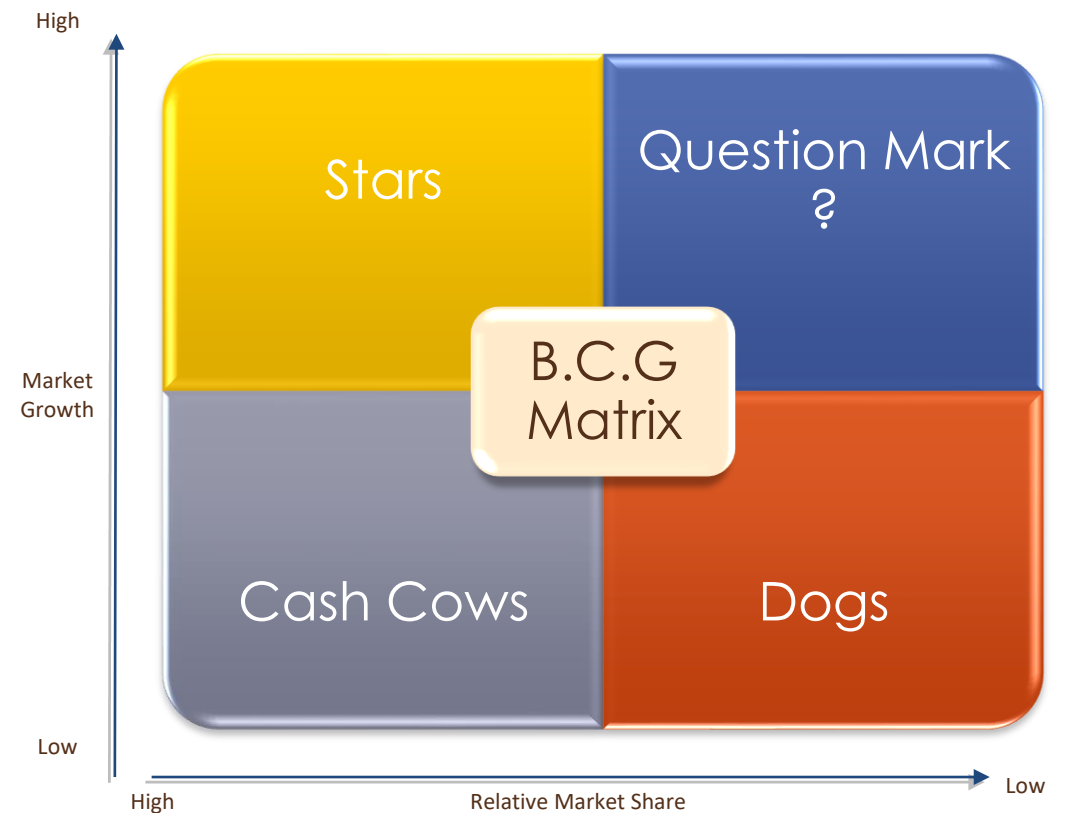 High
Stars
Question Mark
?
B.C.G
Matrix
Market
Growth
Cash Cows
Dogs
Low
High
Relative Market Share
Low